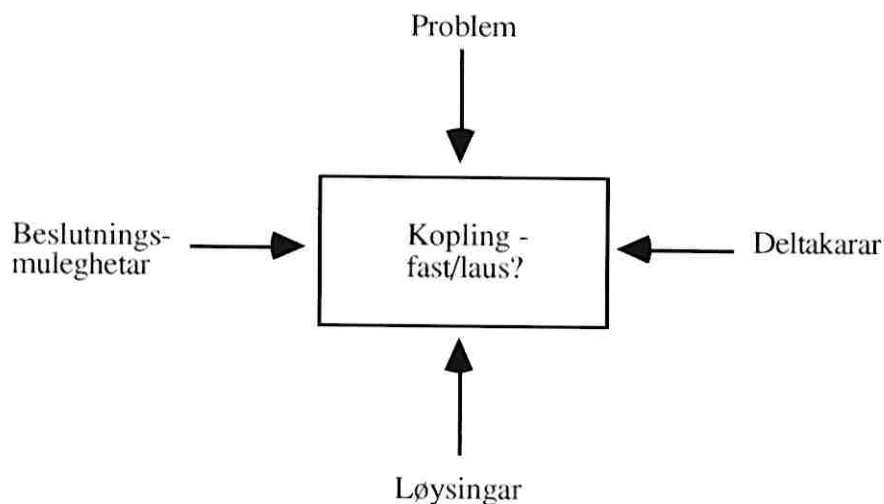 Problem
Beslutnings-
muleghetar
Kopling -
fast/laus?
Deltakarar
Løysingar